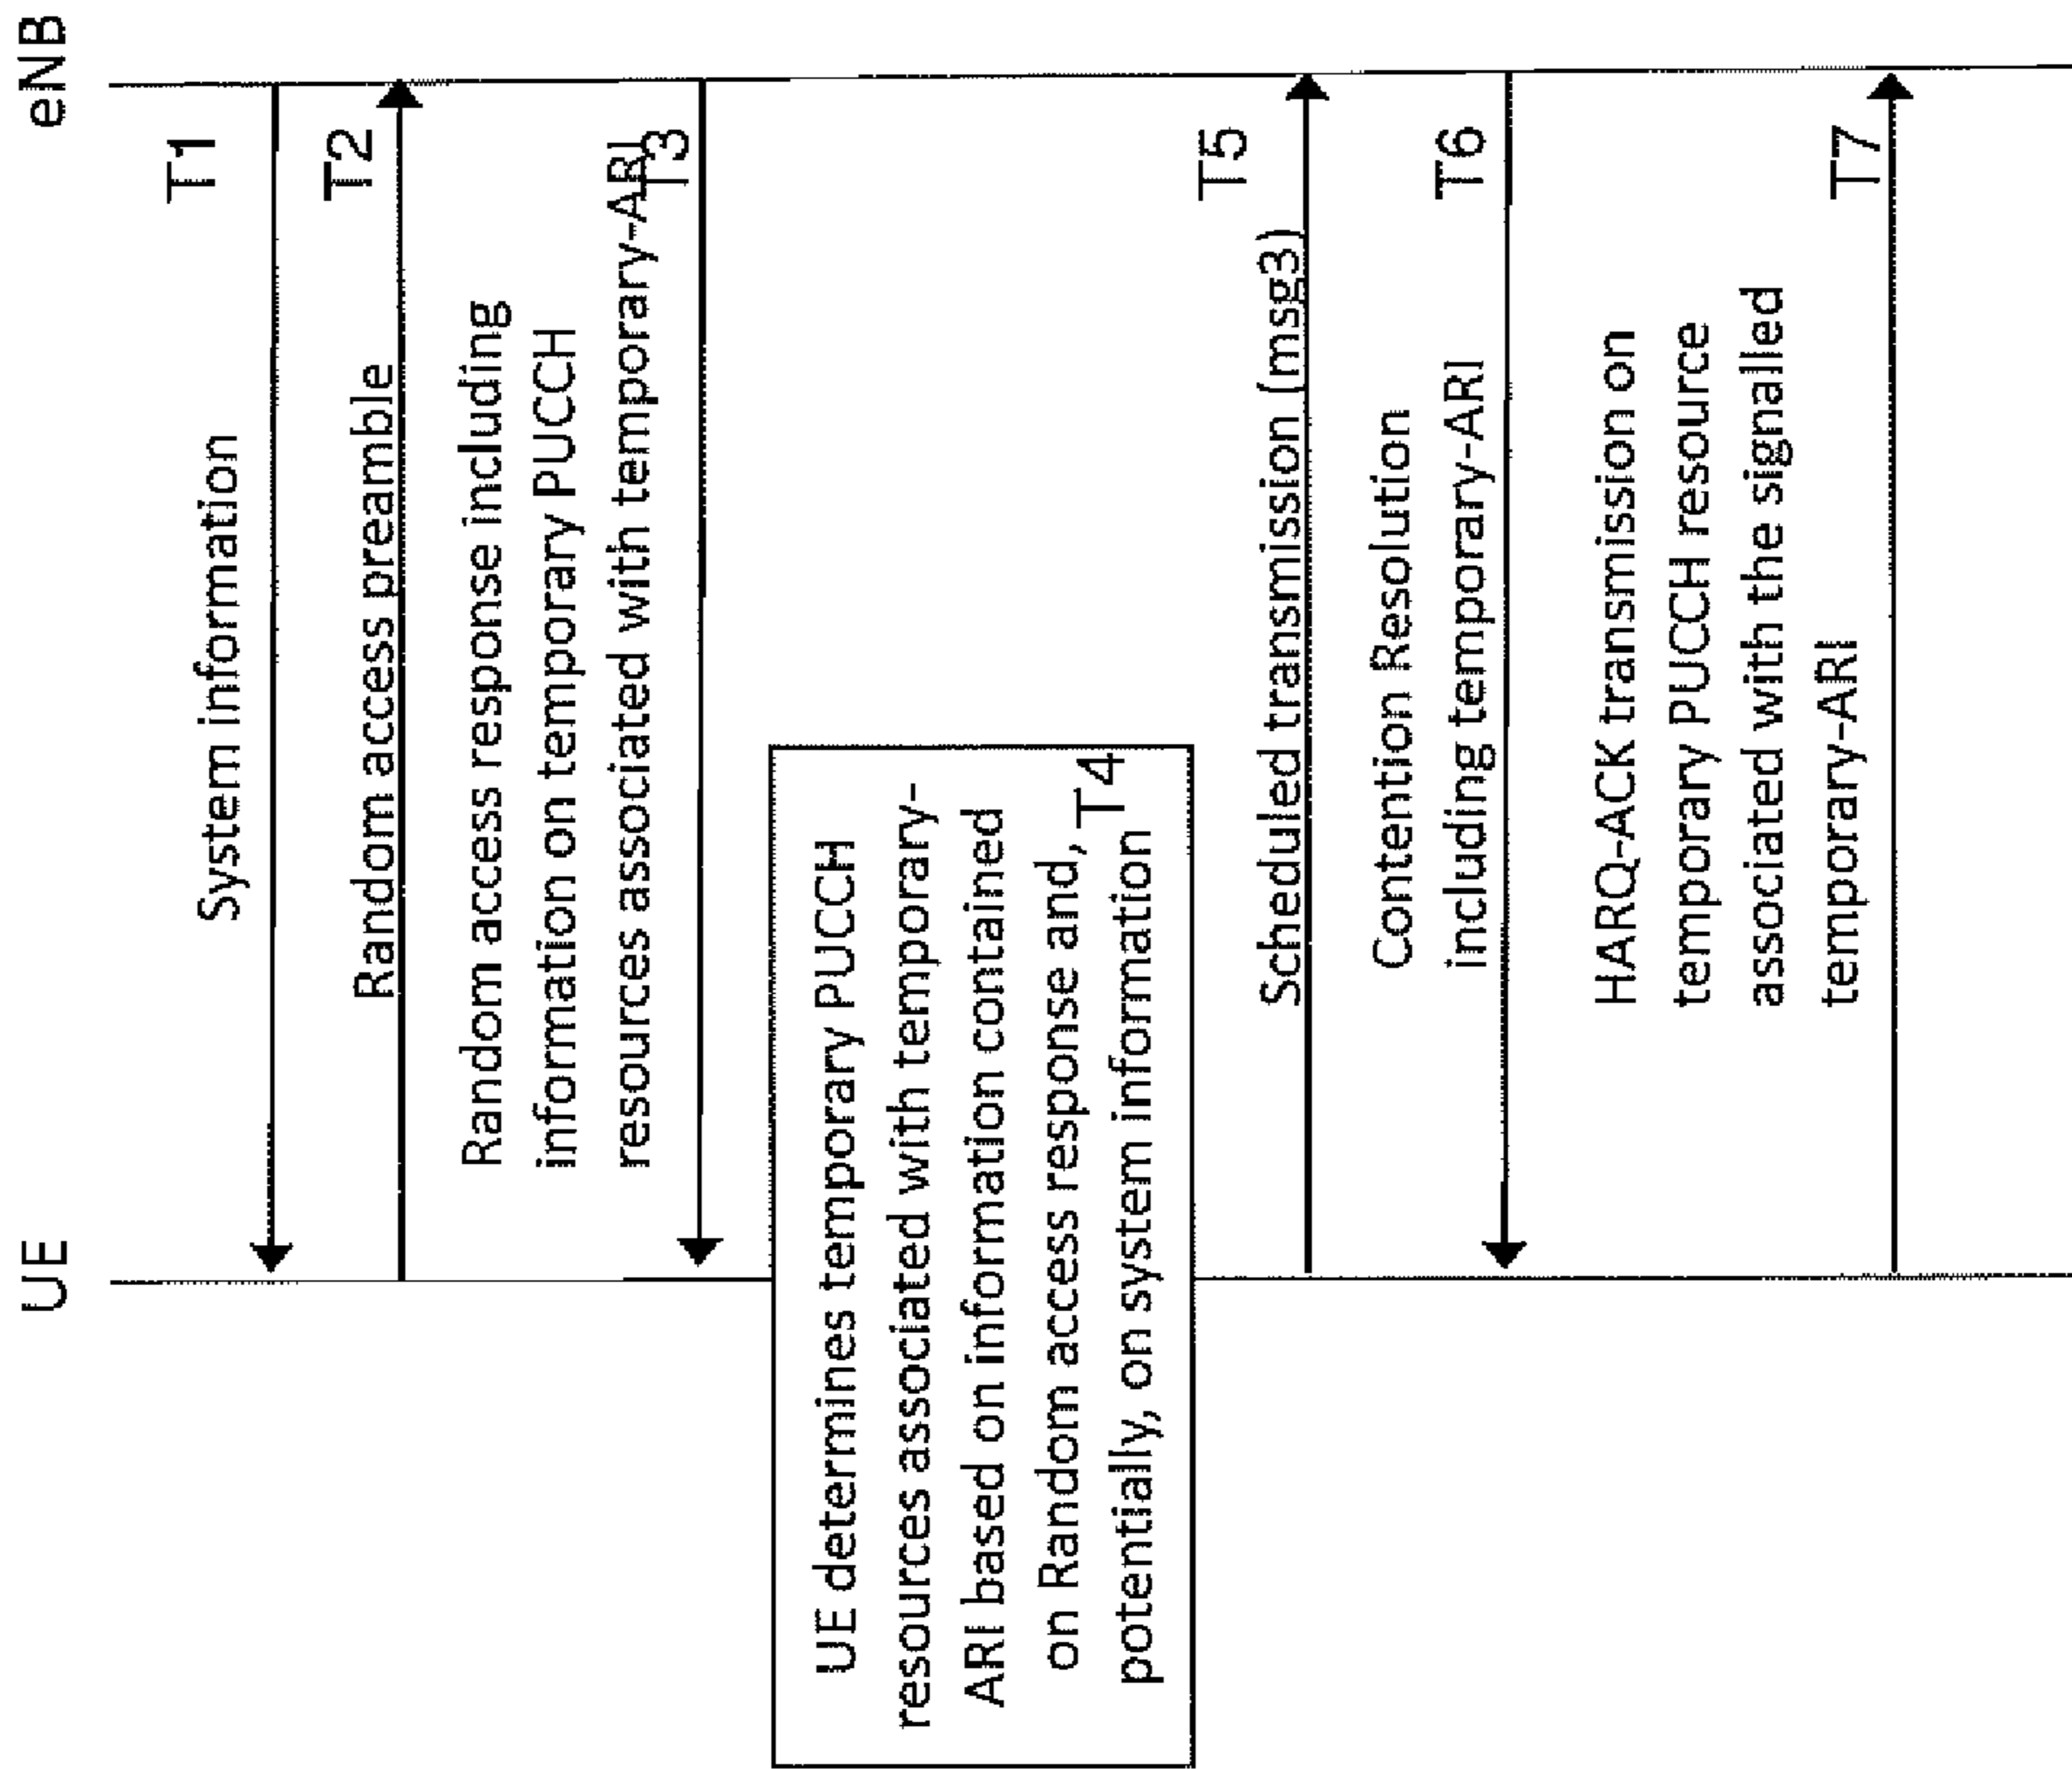 UE
eNB
T1
System information
T2
Random access preamble
Random access response including
information on temporary PUCCH
resources associated with temporary-ARI
T3
UE determines temporary PUCCH
resources associated with temporary-
ARI based on information contained
on Random access response and,
potentially, on system information
T4
T5
Scheduled transmission (msg3)
Contention Resolution
including temporary-ARI
T6
HARQ-ACK transmission on
temporary PUCCH resource
associated with the signalled
temporary-ARI
T7